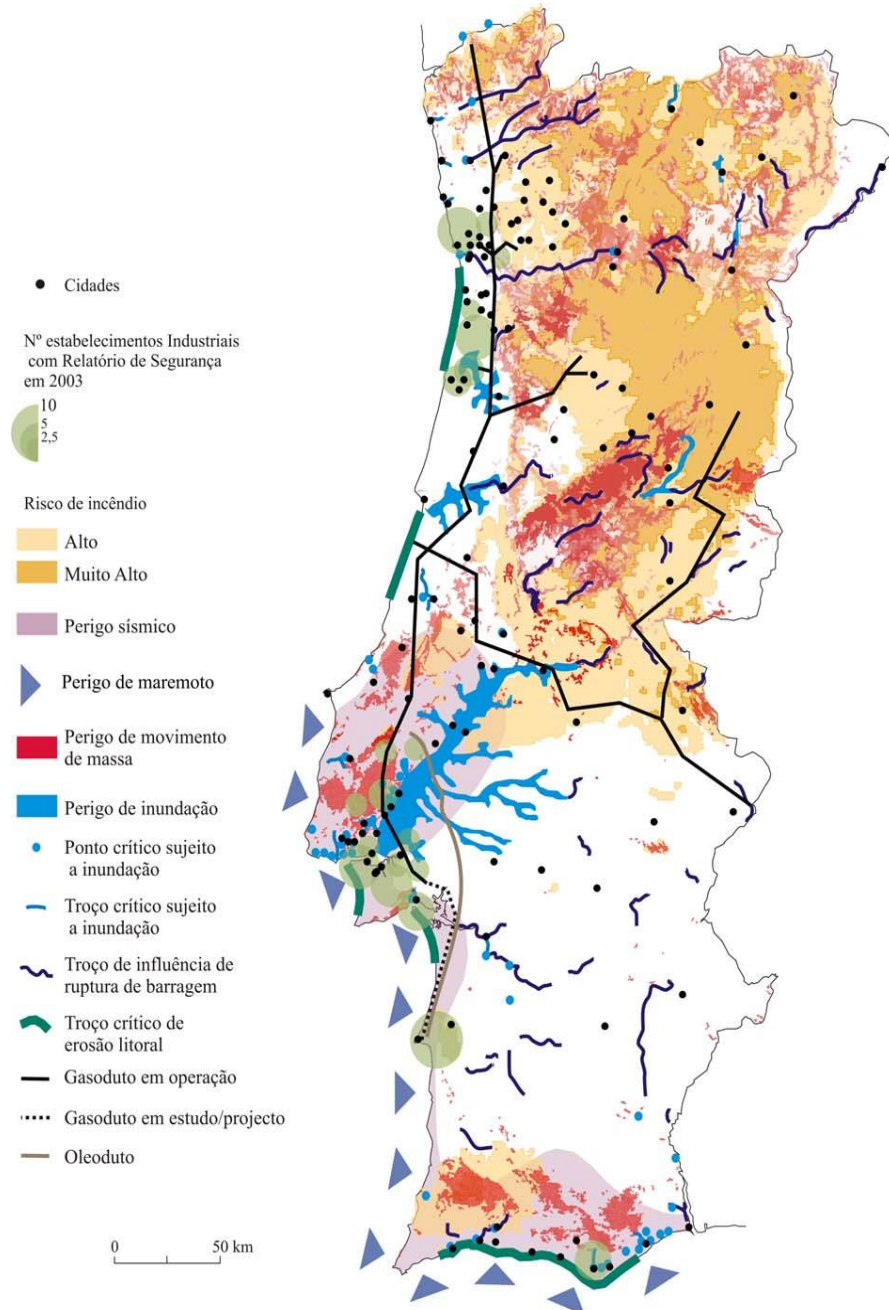 Cidades
Nº estabelecimentos Industriais
com Relatório de Segurança
em 2003
10
5
2,5
Risco de incêndio
Alto
Muito Alto
Perigo sísmico
Perigo de maremoto
Perigo de movimento
de massa
Perigo de inundação
Ponto crítico sujeito
a inundação
Troço crítico sujeito
a inundação
Troço de influência de
ruptura de barragem
Troço crítico de
erosão litoral
Gasoduto em operação
Gasoduto em estudo/projecto
Oleoduto
0 50 km